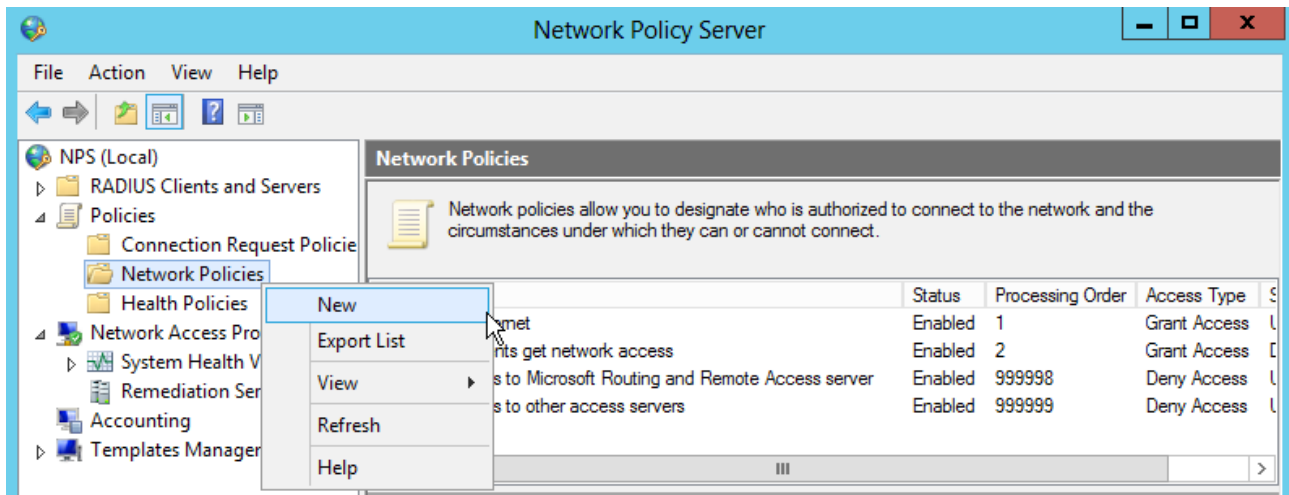 Network Policy Server
File Action View Help
NPS (Local)
RADIUS Clients and Servers
Policies
Connection Request Policie
Network Policies
Health Policies
Network Access Pro
System Health V
Remediation Ser
Accounting
Templates Manager
New
Export List
View
Refresh
Help
Network Policies
Network policies allow you to designate who is authorized to connect to the network and the
circumstances under which they can or cannot connect.
Status Processing Order Access Type
Enabled 1 Grant Access
nts get network access Enabled 2 Grant Access
s to Microsoft Routing and Remote Access server Enabled 999998 Deny Access
s to other access servers Enabled 999999 Deny Access